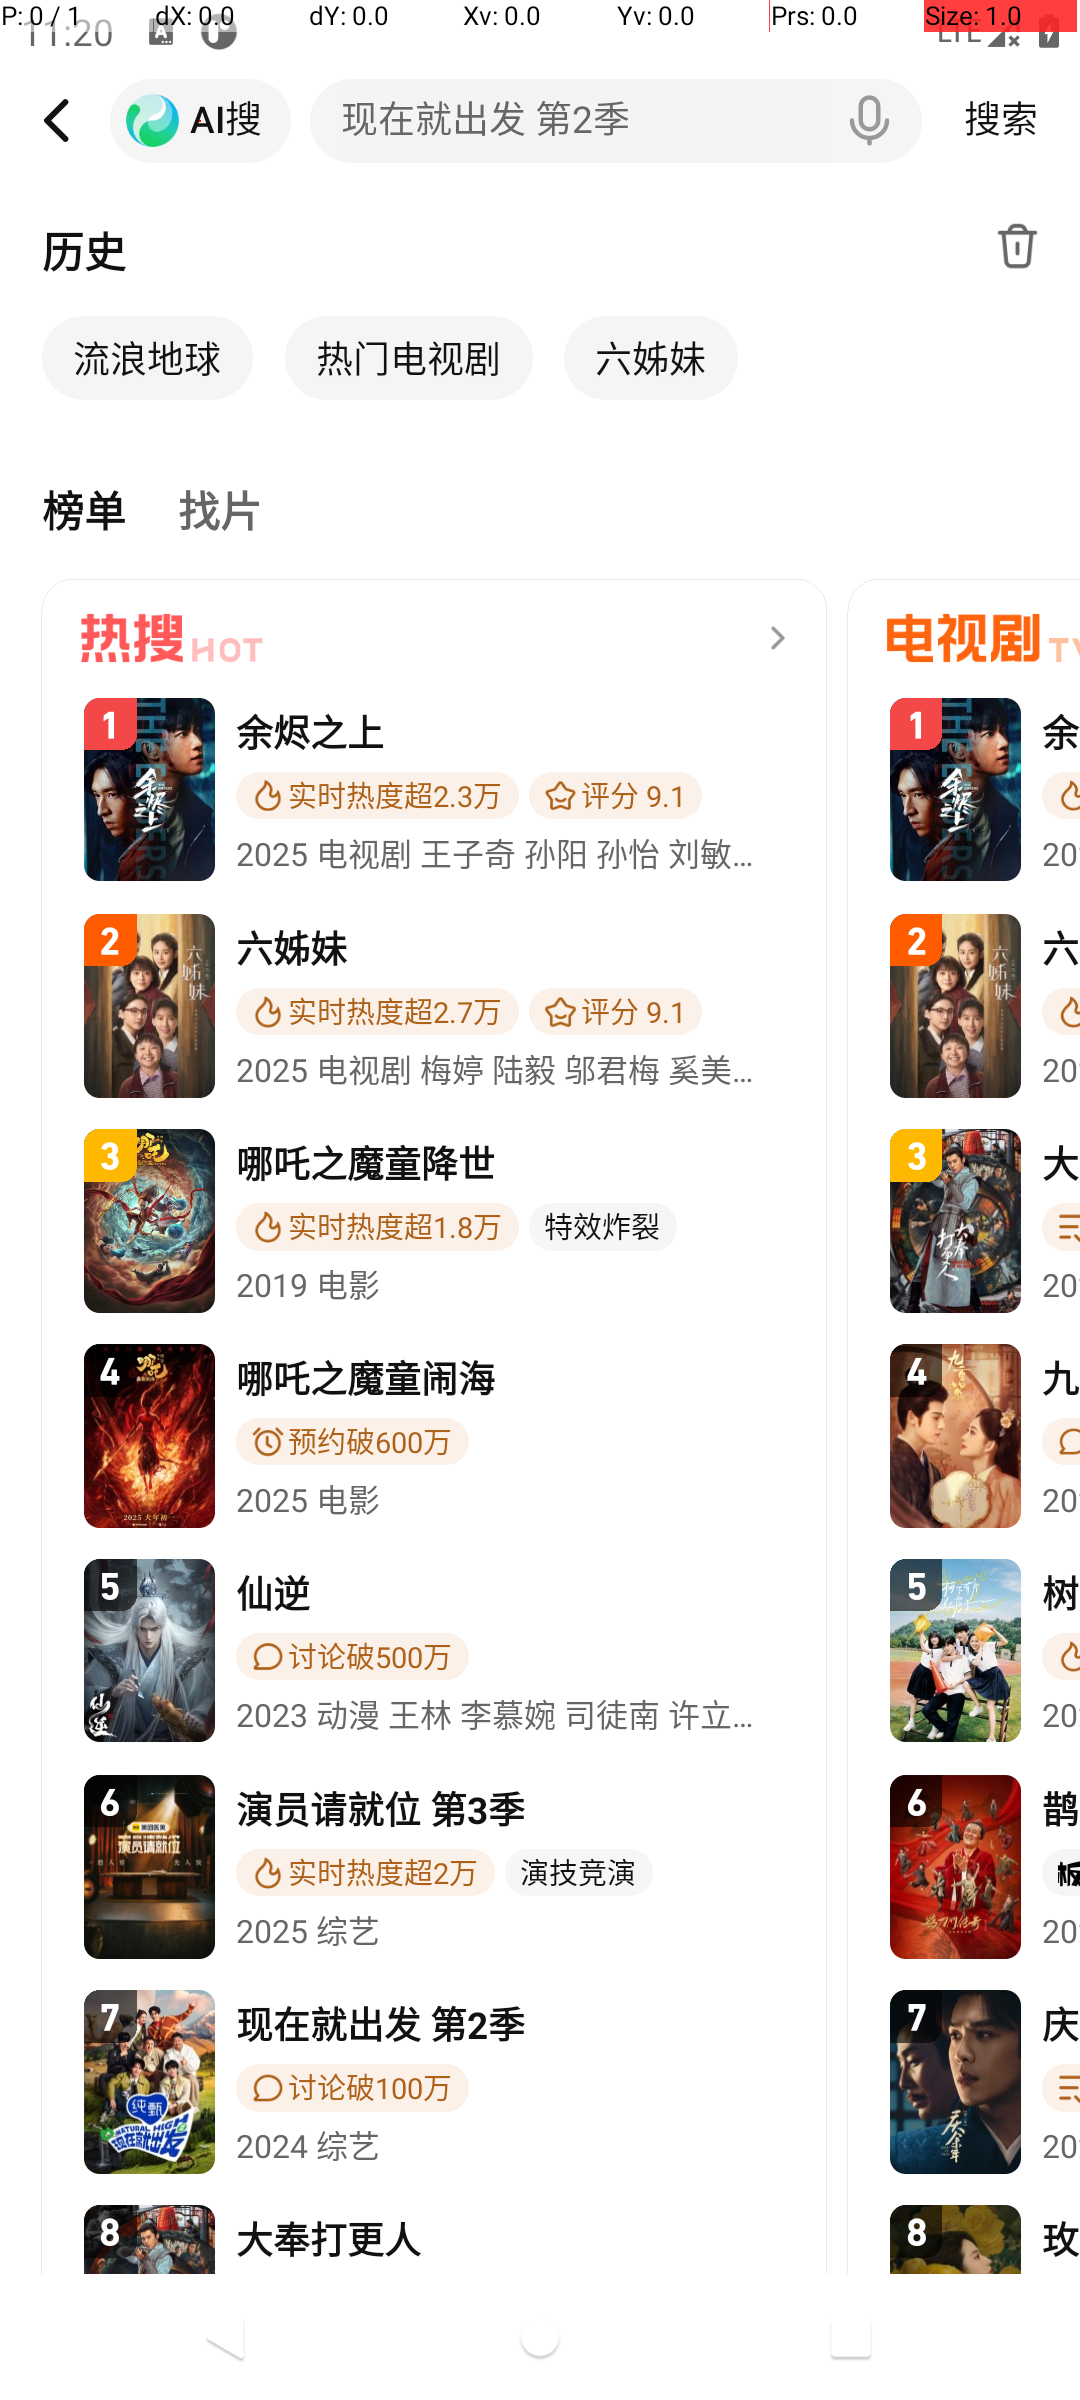 P: 0 / 1 dX: 0.0 dY: 0.0 Xv: 0.0 Yv: 0.0 Prs: 0.0 Size: 1.0
11:20 LTE
AI搜 现在就出发 第2季 搜索
历史
流浪地球 热门电视剧 六姊妹
榜单 找片
热搜 HOT
1 余烬之上
实时热度超2.3万 评分 9.1
2025 电视剧 王子奇 孙阳 孙怡 刘敏...
2 六姊妹
实时热度超2.7万 评分 9.1
2025 电视剧 梅婷 陆毅 邬君梅 奚美...
3 哪吒之魔童降世
实时热度超1.8万 特效炸裂
2019 电影
4 哪吒之魔童闹海
预约破600万
2025 电影
5 仙逆
讨论破500万
2023 动漫 王林 李慕婉 司徒南 许立...
6 演员请就位 第3季
实时热度超2万 演技竞演
2025 综艺
7 现在就出发 第2季
讨论破100万
2024 综艺
8 大奉打更人
电视剧
1 余
20
2 六
20
3 大
20
4 九
20
5 树
20
6 鹊
20
7 庆
20
8 玫